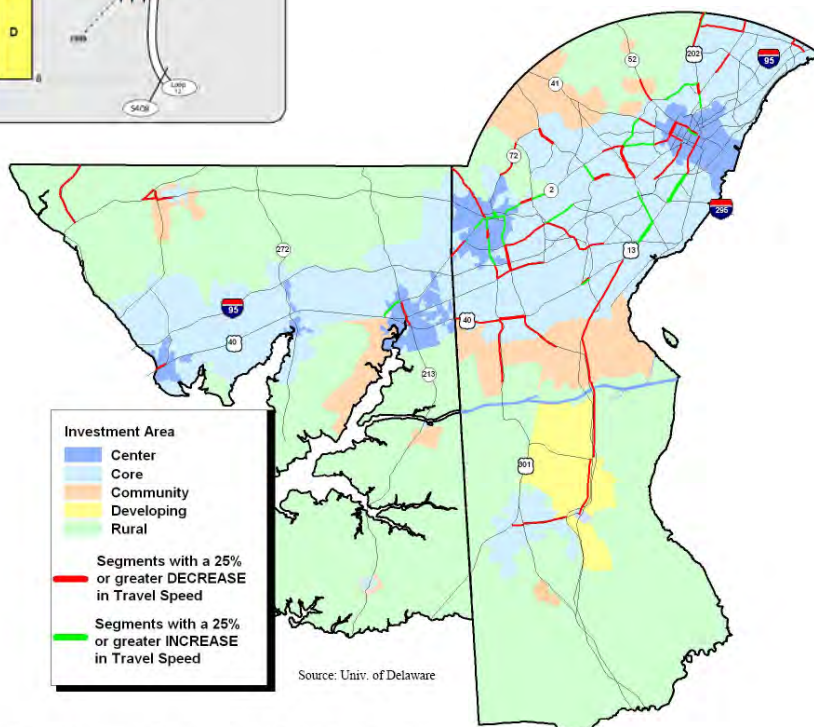 D
8
Loop
12
202
95
52
41
72
2
295
13
272
95
40
40
213
301
Investment Area
Center
Core
Community
Developing
Rural
Segments with a 25%
or greater DECREASE
in Travel Speed
Segments with a 25%
or greater INCREASE
in Travel Speed
Source: Univ. of Delaware